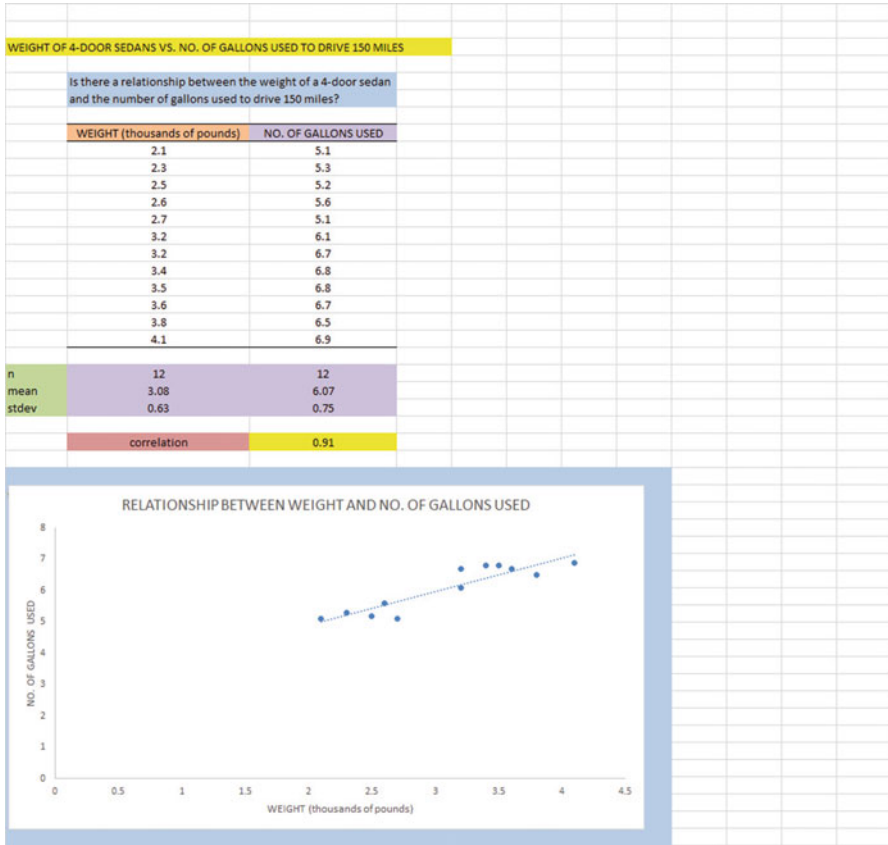 WEIGHT OF 4-DOOR SEDANS VS. NO. OF GALLONS USED TO DRIVE 150 MILES
Is there a relationship between the weight of a 4-door sedan
and the number of gallons used to drive 150 miles?
WEIGHT (thousands of pounds) NO. OF GALLONS USED
2.1 5.1
2.3 5.3
2.5 5.2
2.6 5.6
2.7 5.1
3.2 6.1
3.2 6.7
3.4 6.8
3.5 6.8
3.6 6.7
3.8 6.5
4.1 6.9
n 12 12
mean 3.08 6.07
stdev 0.63 0.75
correlation 0.91
RELATIONSHIP BETWEEN WEIGHT AND NO. OF GALLONS USED
NO. OF GALLONS USED
8
7
6
5
4
3
2
1
0
0 0.5 1 1.5 2 2.5 3 3.5 4 4.5
WEIGHT (thousands of pounds)